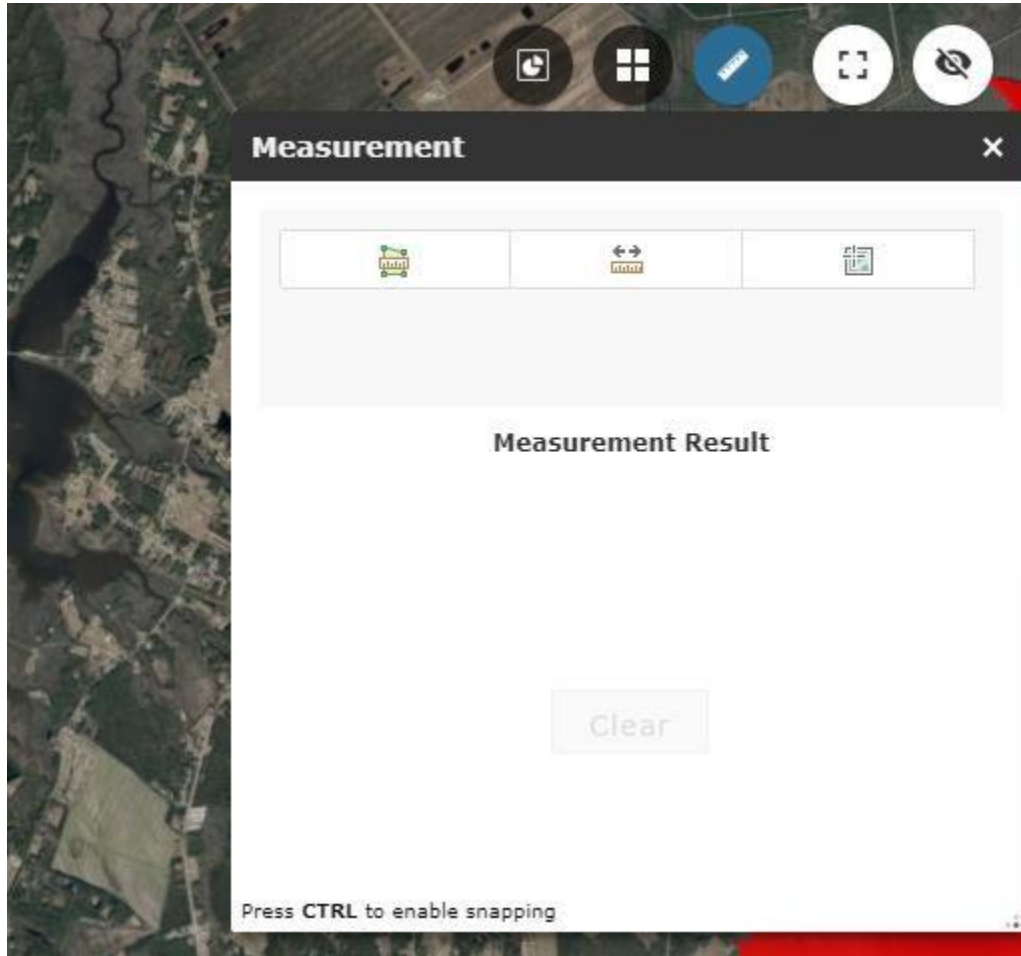 Measurement
Measurement Result
Clear
Press CTRL to enable snapping